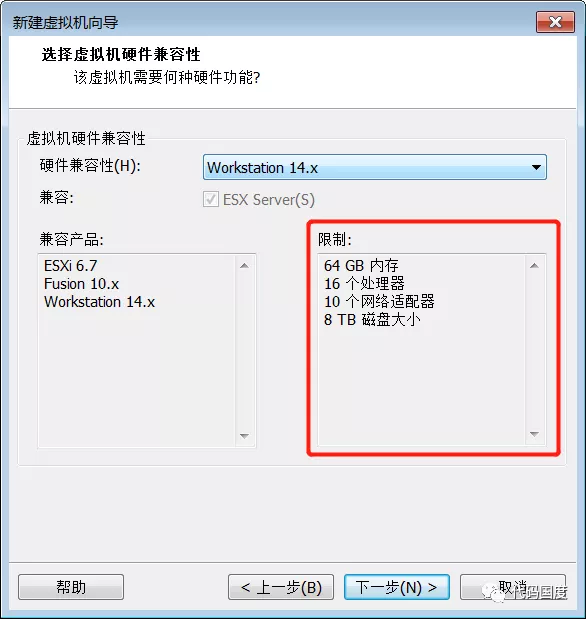 新建虚拟机向导
选择虚拟机硬件兼容性
该虚拟机需要何种硬件功能?
虚拟机硬件兼容性
硬件兼容性(H):
Workstation 14.x
兼容:
ESX Server(S)
兼容产品:
ESXi 6.7
Fusion 10.x
Workstation 14.x
限制:
64 GB 内存
16 个处理器
10 个网络适配器
8 TB 磁盘大小
帮助
< 上一步(B)
下一步(N) >
取消
代码国度